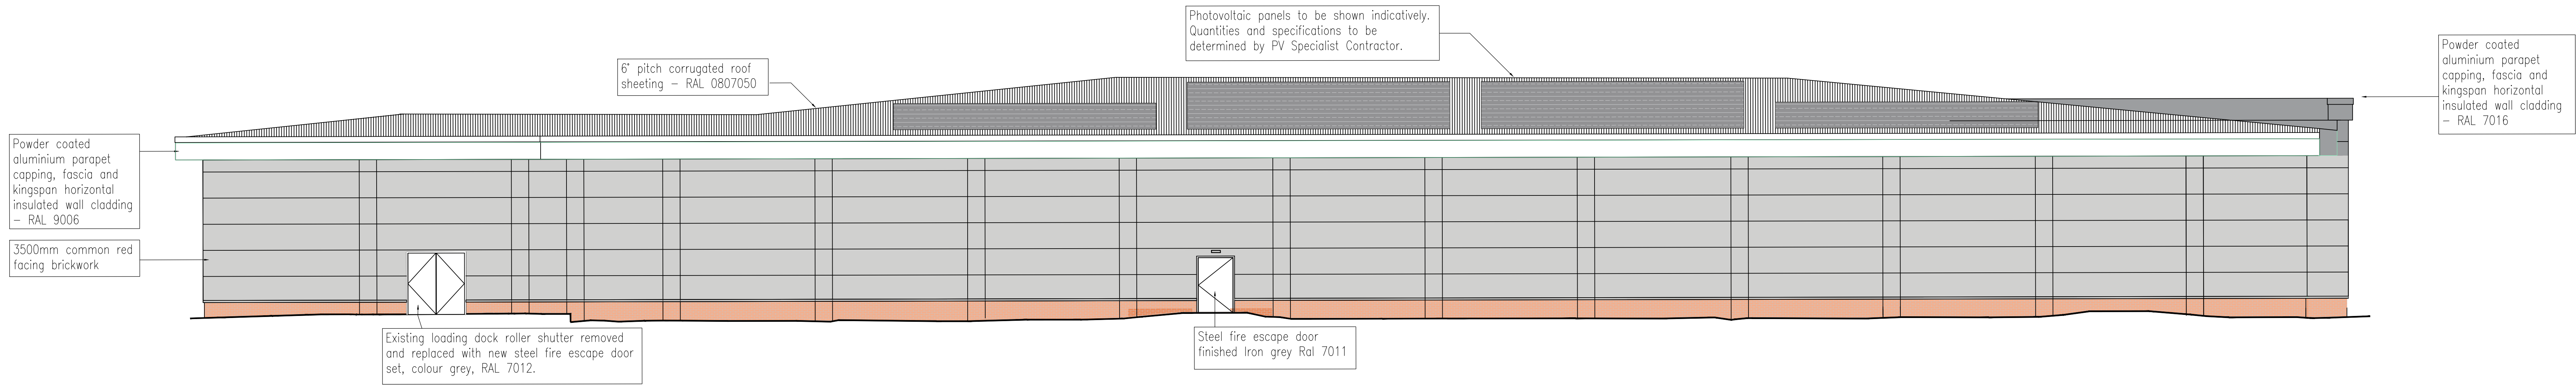 Photovoltaic panels to be shown indicatively.
Quantities and specifications to be
determined by PV Specialist Contractor.
6° pitch corrugated roof
sheeting – RAL 0807050
Powder coated
aluminium parapet
capping, fascia and
kingspan horizontal
insulated wall cladding
– RAL 7016
Powder coated
aluminium parapet
capping, fascia and
kingspan horizontal
insulated wall cladding
– RAL 9006
3500mm common red
facing brickwork
Existing loading dock roller shutter removed
and replaced with new steel fire escape door
set, colour grey, RAL 7012.
Steel fire escape door
finished Iron grey Ral 7011